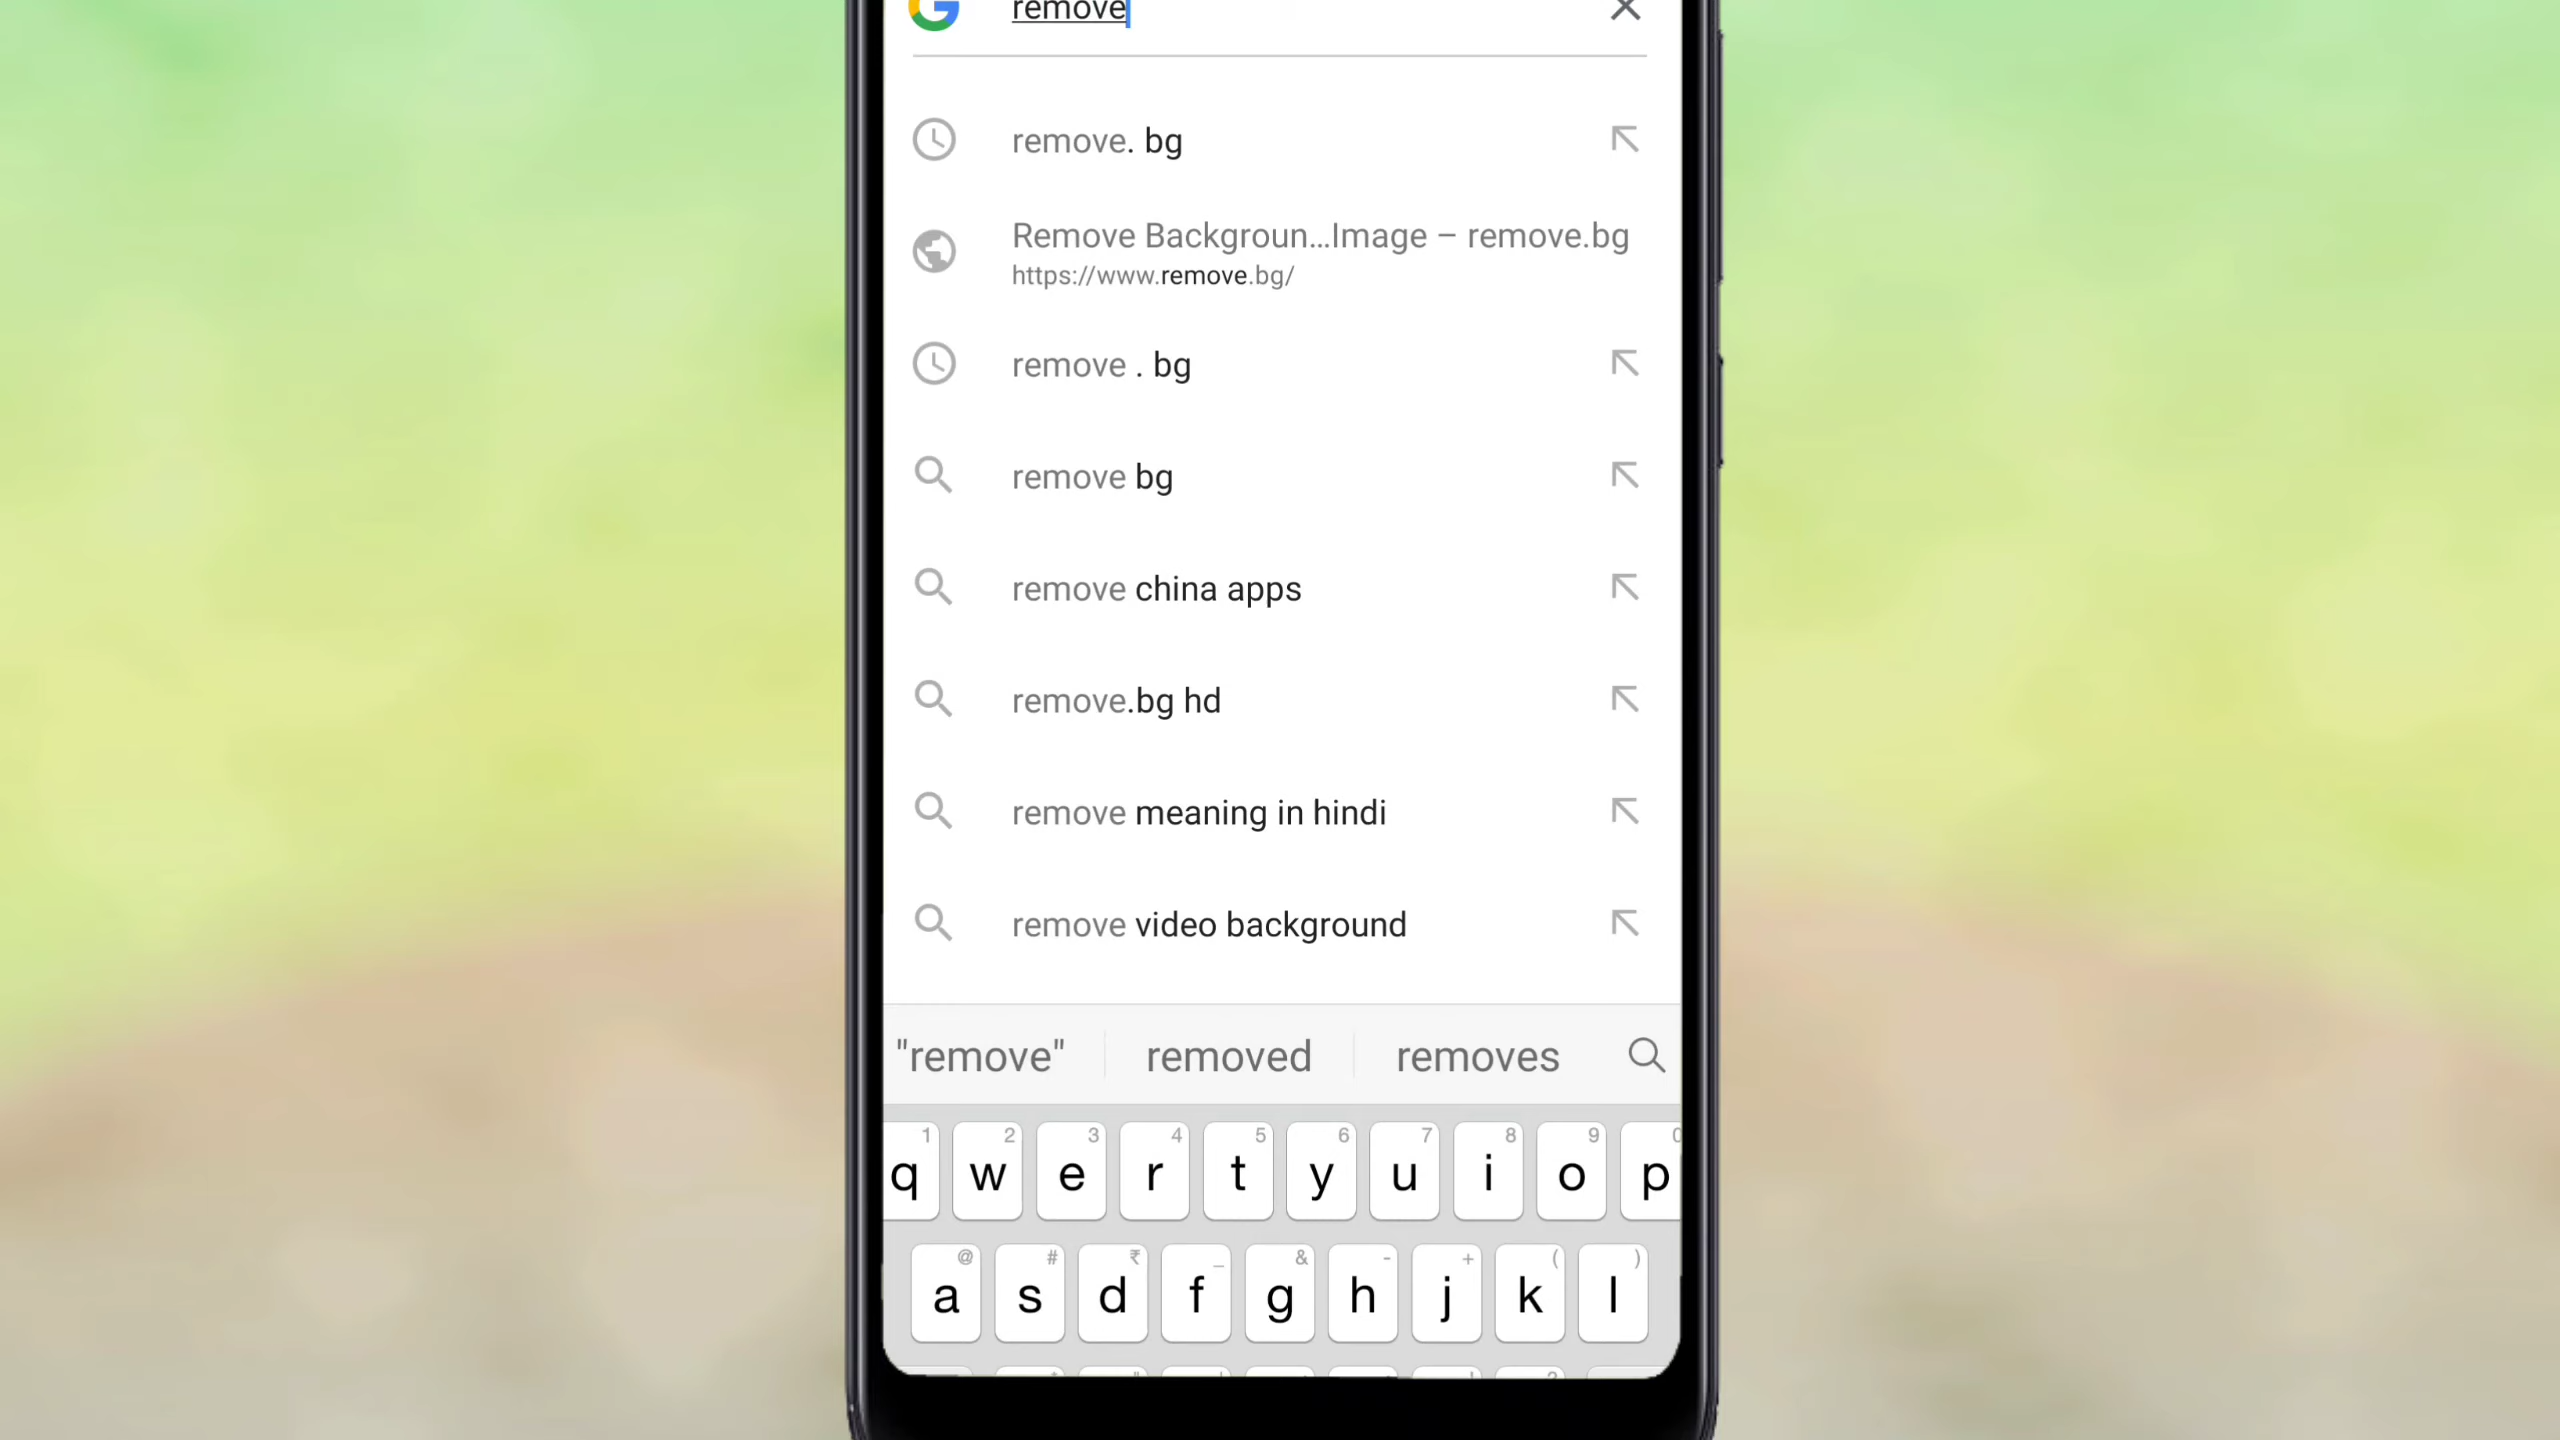 remove
remove. bg
Remove Backgroun...Image – remove.bg
https://www.remove.bg/
remove . bg
remove bg
remove china apps
remove.bg hd
remove meaning in hindi
remove video background
"remove" removed removes
1 2 3 4 5 6 7 8 9 0
q w e r t y u i o p
@ # ₹ _ & - + ( )
a s d f g h j k l